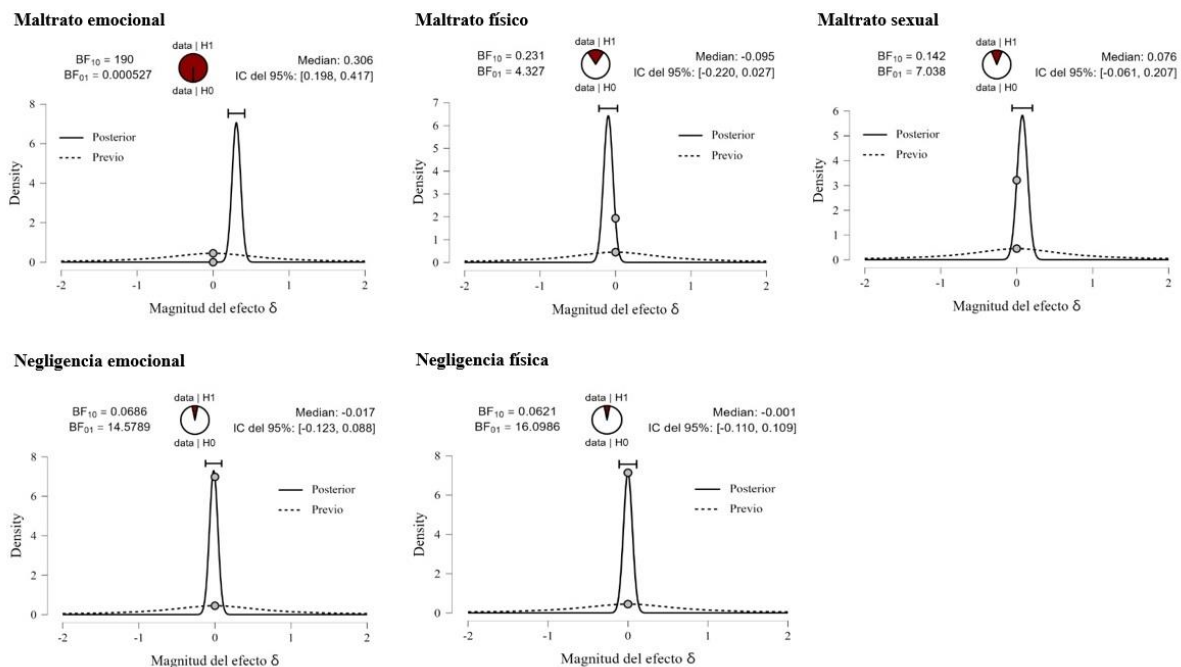 Maltrato emocional
data | H1
BF10 = 190
BF01 = 0.000527
Median: 0.306
IC del 95%: [0.198, 0.417]
data | H0
8
6
4
2
0
Density
Posterior
Previo
-2 -1 0 1 2
Magnitud del efecto δ
Maltrato físico
data | H1
BF10 = 0.231
BF01 = 4.327
Median: -0.095
IC del 95%: [-0.220, 0.027]
data | H0
7
6
5
4
3
2
1
0
Density
Posterior
Previo
-2 -1 0 1 2
Magnitud del efecto δ
Maltrato sexual
data | H1
BF10 = 0.142
BF01 = 7.038
Median: 0.076
IC del 95%: [-0.061, 0.207]
data | H0
6
5
4
3
2
1
0
Density
Posterior
Previo
-2 -1 0 1 2
Magnitud del efecto δ
Negligencia emocional
data | H1
BF10 = 0.0686
BF01 = 14.5789
Median: -0.017
IC del 95%: [-0.123, 0.088]
data | H0
8
6
4
2
0
Density
Posterior
Previo
-2 -1 0 1 2
Magnitud del efecto δ
Negligencia física
data | H1
BF10 = 0.0621
BF01 = 16.0986
Median: -0.001
IC del 95%: [-0.110, 0.109]
data | H0
8
6
4
2
0
Density
Posterior
Previo
-2 -1 0 1 2
Magnitud del efecto δ